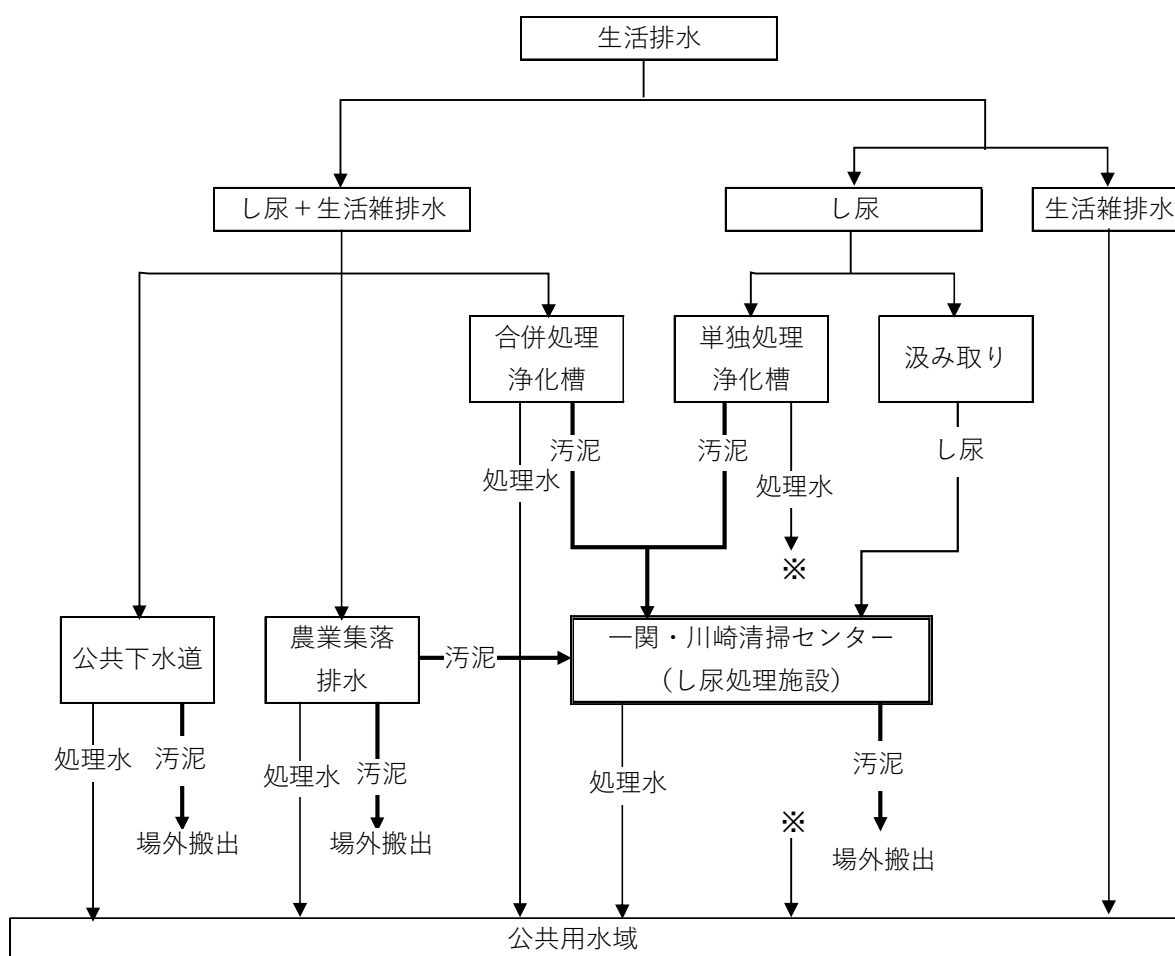 生活排水
し尿＋生活雑排水
し尿
生活雑排水
合併処理
浄化槽
単独処理
浄化槽
汲み取り
汚泥
汚泥
し尿
処理水
処理水
※
公共下水道
農業集落
排水
汚泥
一関・川崎清掃センター
（し尿処理施設）
処理水
汚泥
処理水
汚泥
処理水
汚泥
場外搬出
場外搬出
※
場外搬出
公共用水域